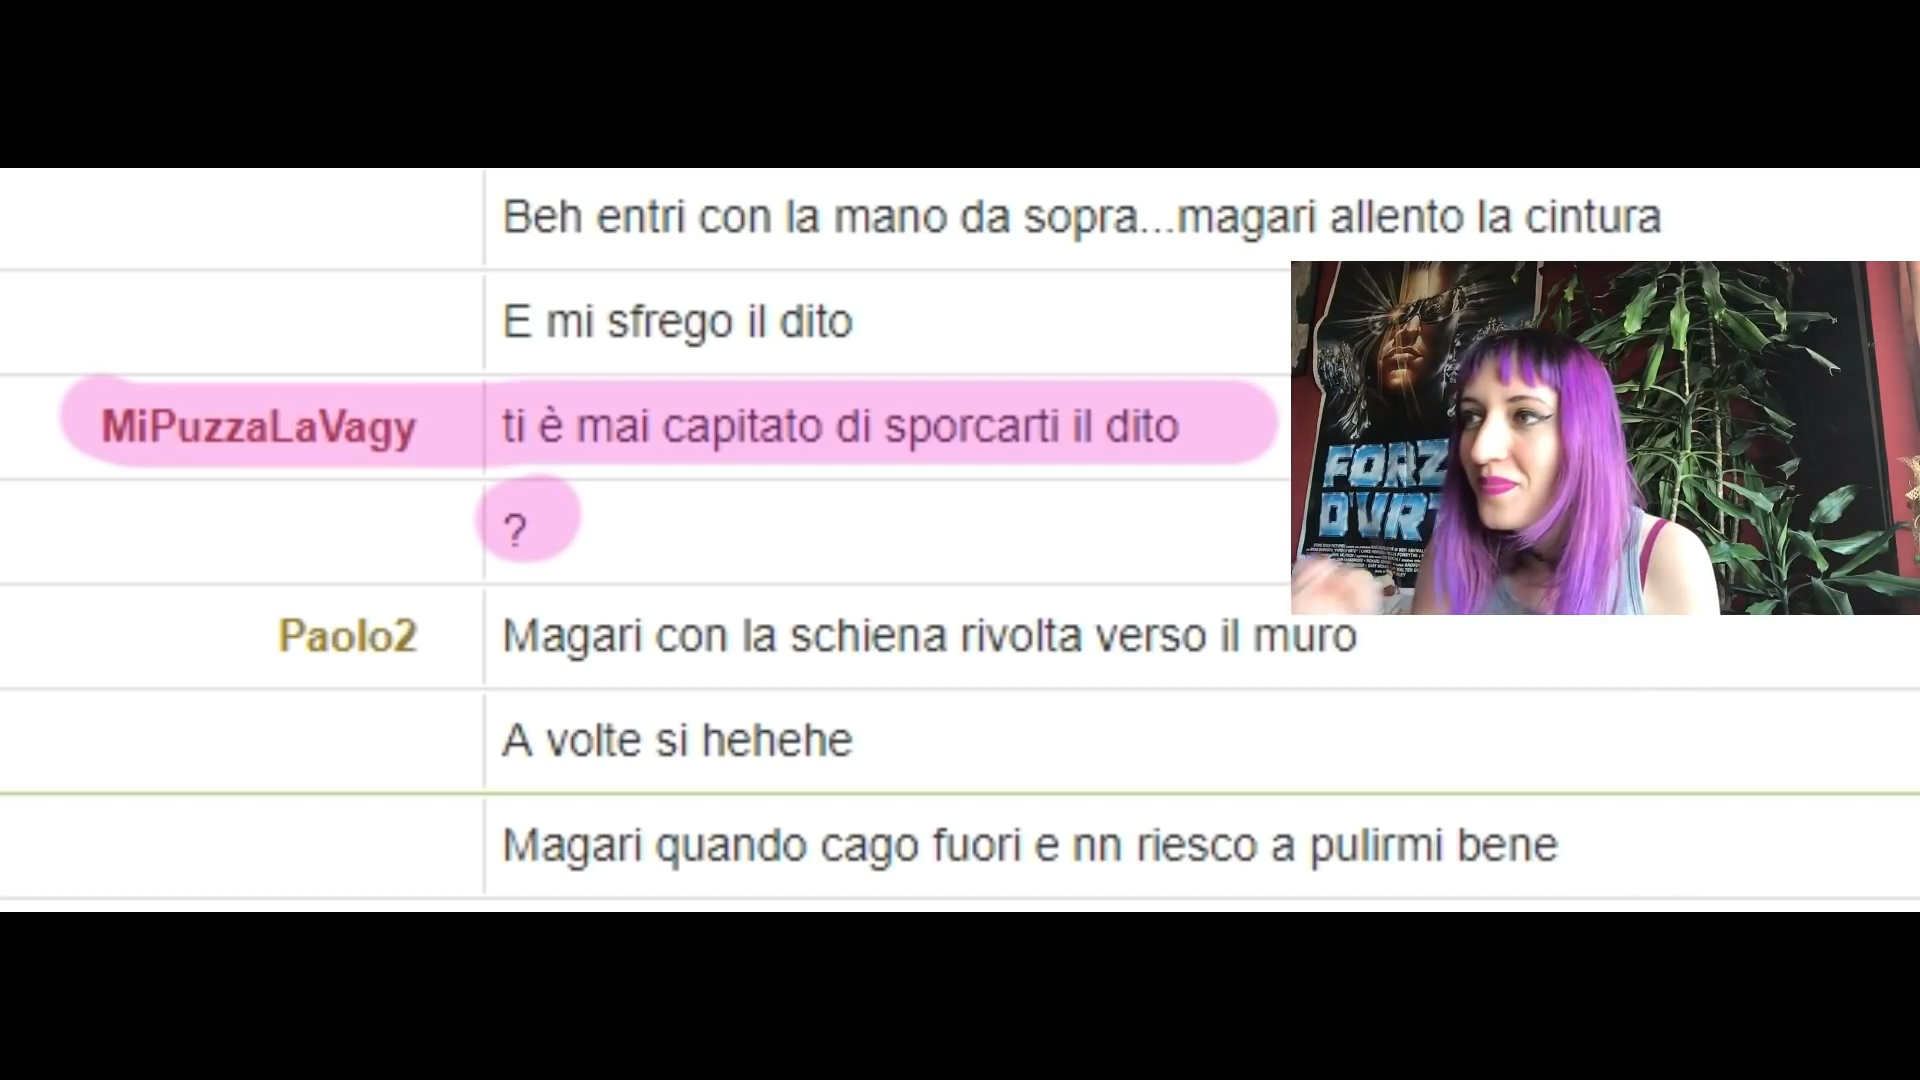 Beh entri con la mano da sopra...magari allento la cintura
E mi sfrego il dito
MiPuzzaLaVagy ti è mai capitato di sporcarti il dito
?
FORZ
D'URT
Paolo2 Magari con la schiena rivolta verso il muro
A volte si hehehe
Magari quando cago fuori e nn riesco a pulirmi bene